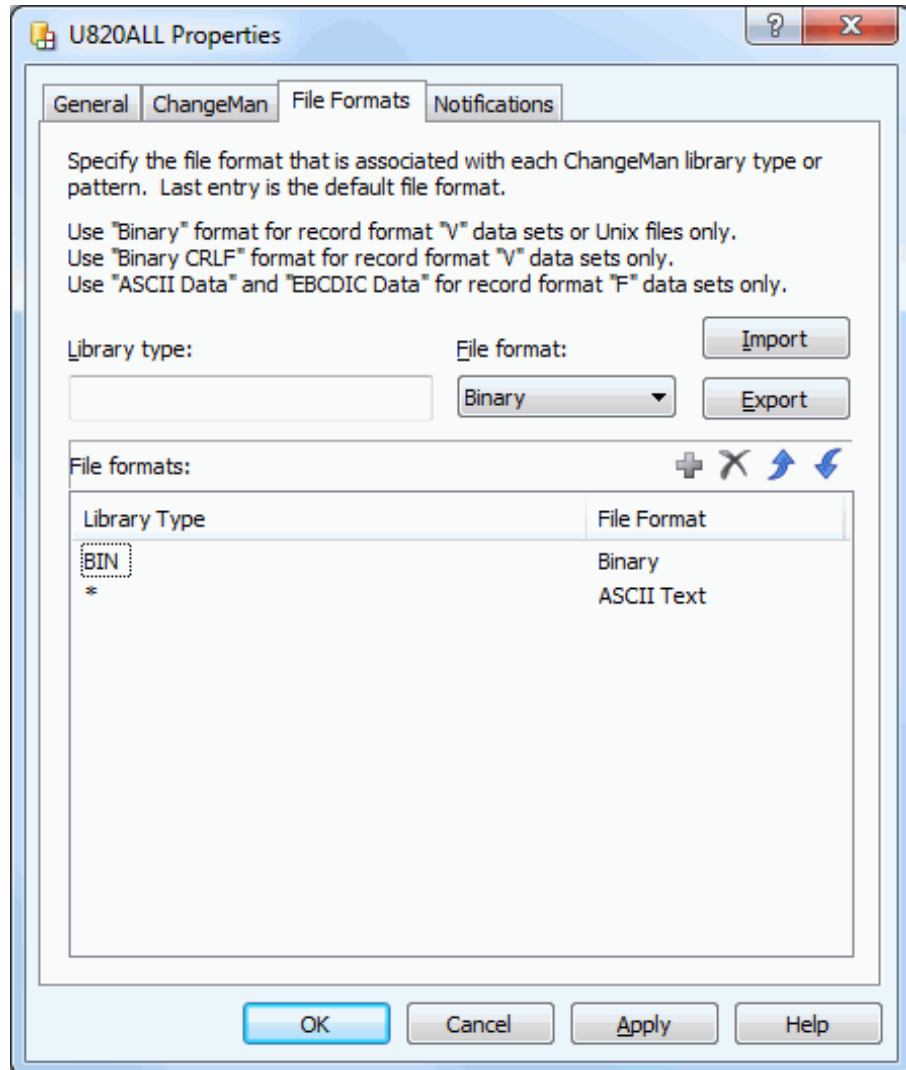 U820ALL Properties
General ChangeMan File Formats Notifications
Specify the file format that is associated with each ChangeMan library type or
pattern. Last entry is the default file format.
Use "Binary" format for record format "V" data sets or Unix files only.
Use "Binary CRLF" format for record format "V" data sets only.
Use "ASCII Data" and "EBCDIC Data" for record format "F" data sets only.
Library type: File format: Import
Binary Export
File formats:
Library Type File Format
BIN Binary
* ASCII Text
OK Cancel Apply Help